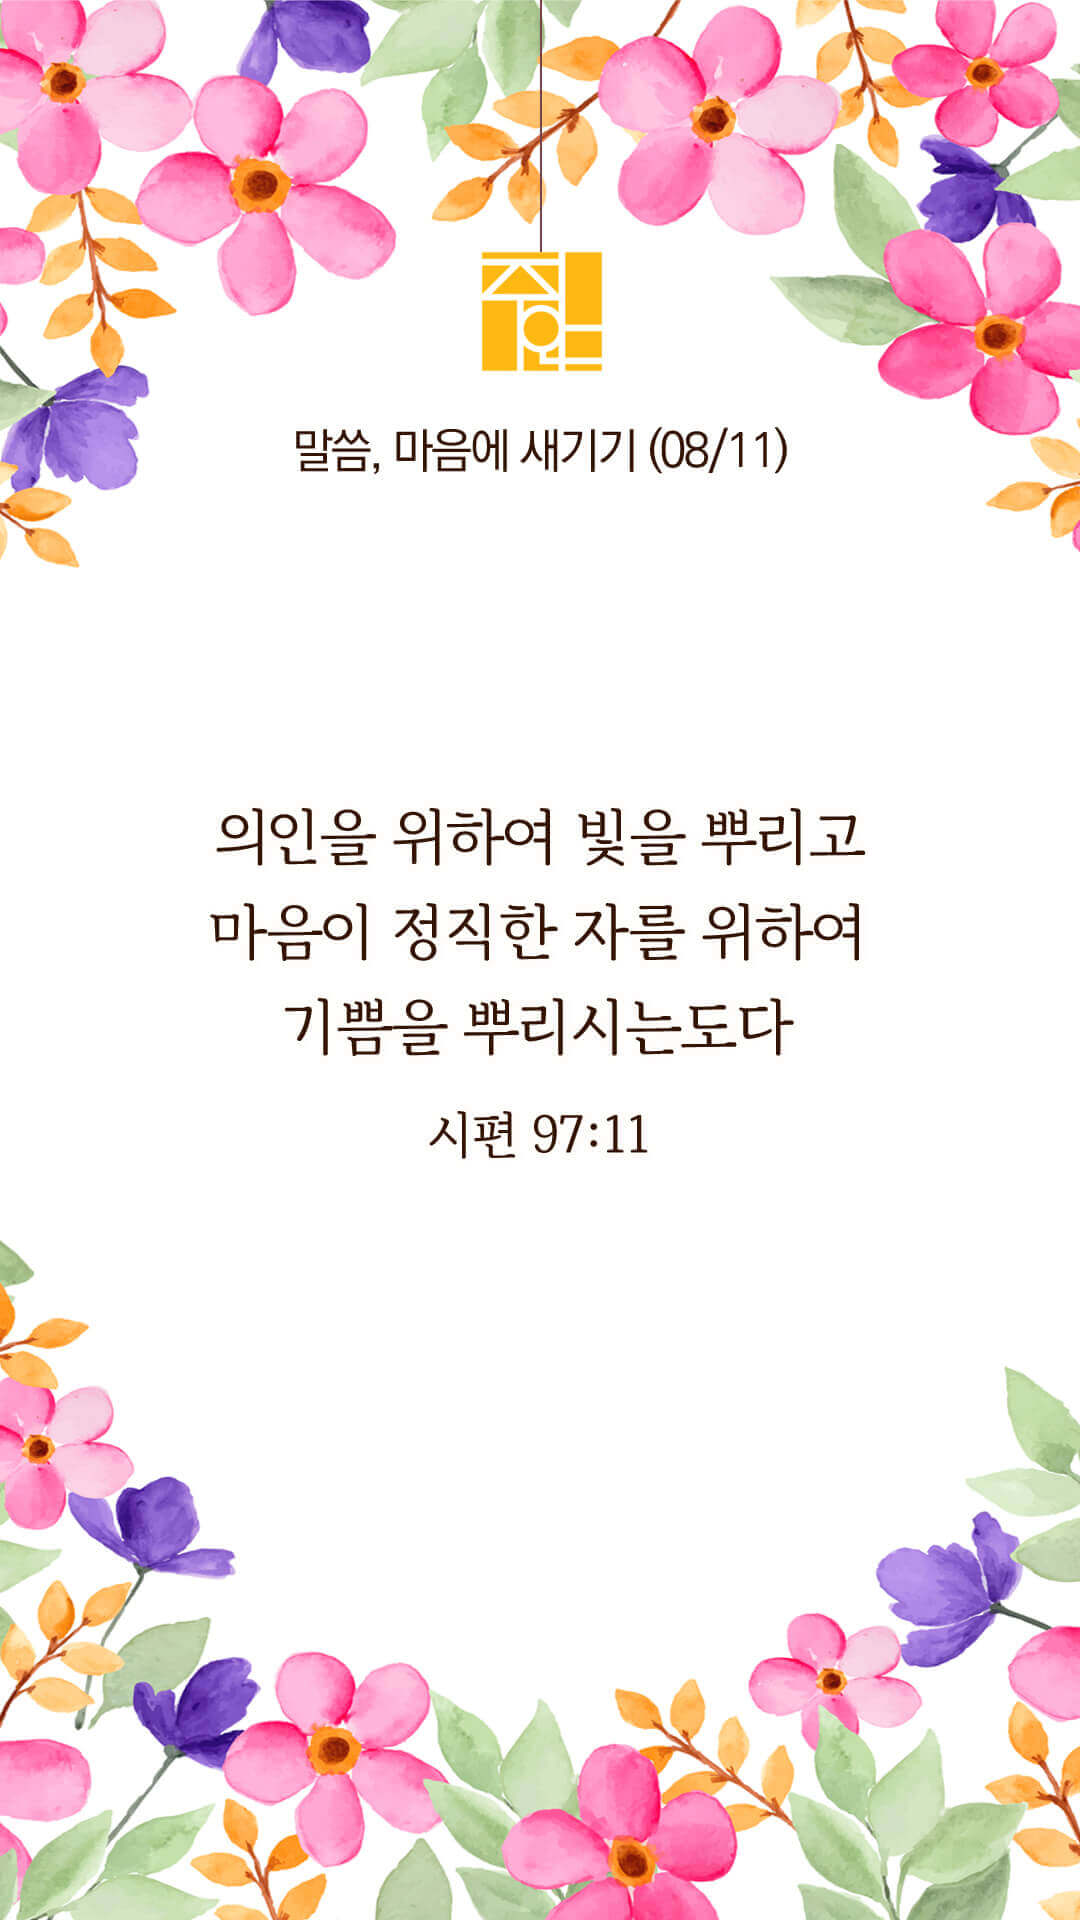 주원
말씀, 마음에 새기기 (08/11)
의인을 위하여 빛을 뿌리고
마음이 정직한 자를 위하여
기쁨을 뿌리시는도다
시편 97:11